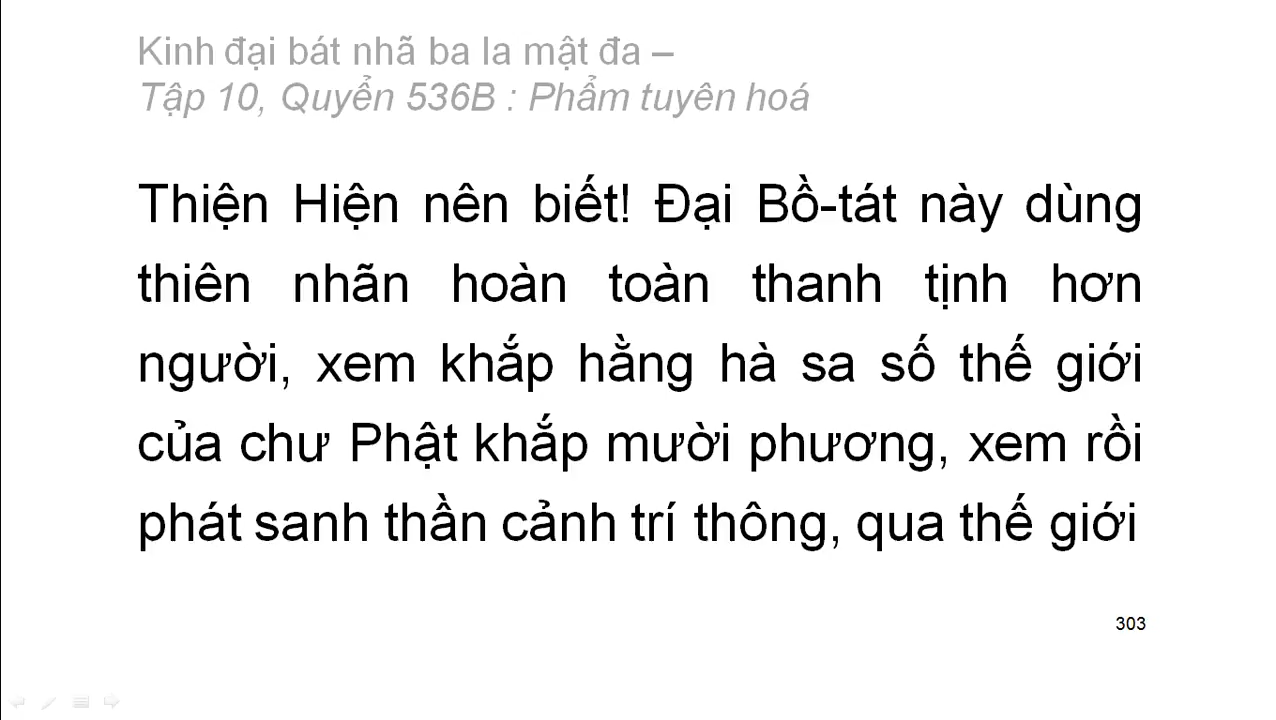 Kinh đại bát nhã ba la mật đa –
Tập 10, Quyển 536B : Phẩm tuyên hoá
Thiện Hiện nên biết! Đại Bồ-tát này dùng
thiên nhãn hoàn toàn thanh tịnh hơn
người, xem khắp hằng hà sa số thế giới
của chư Phật khắp mười phương, xem rồi
phát sanh thần cảnh trí thông, qua thế giới
303